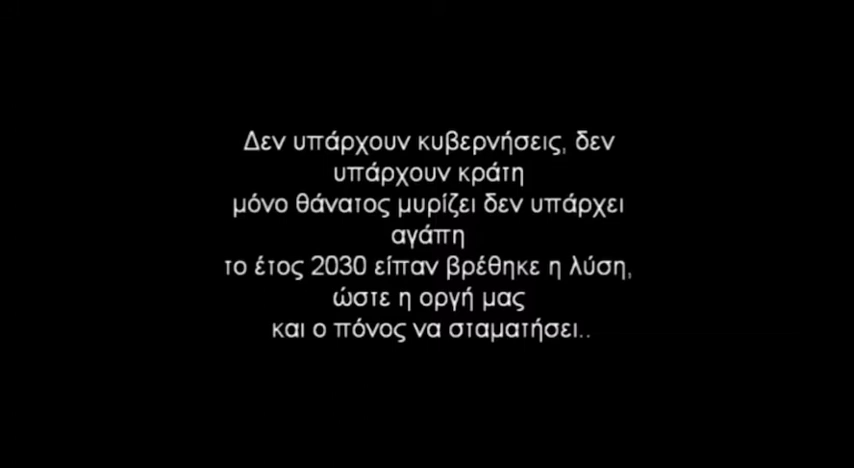 Δεν υπάρχουν κυβερνήσεις, δεν
υπάρχουν κράτη
μόνο θάνατος μυρίζει δεν υπάρχει
αγάπη
το έτος 2030 είπαν βρέθηκε η λύση,
ώστε η οργή μας
και ο πόνος να σταματήσει..